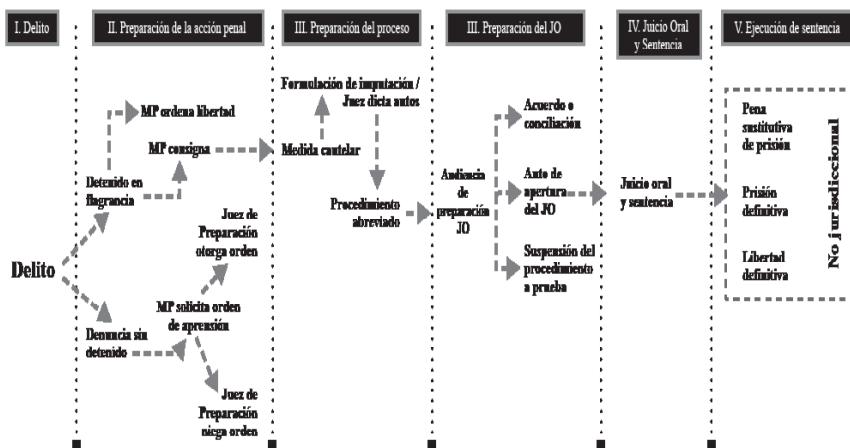 I. Delito
II. Preparación de la acción penal
III. Preparación del proceso
III. Preparación del JO
IV. Juicio Oral
y Sentencia
V. Ejecución de sentencia
Delito
Detenido en
flagrancia
MP ordena libertad
MP consigna
Denuncia sin
detenido
MP solicita orden
de aprensión
Juez de
Preparación
otorga orden
Juez de
Preparación
niega orden
Formulación de imputación /
Juez dicta autos
Medida cautelar
Procedimiento
abreviado
Audiencia
de
preparación
JO
Acuerdo o
conciliación
Auto de
apertura
del JO
Suspensión del
procedimiento
a prueba
Juicio oral
y sentencia
Pena
sustitutiva
de prisión
Prisión
definitiva
Libertad
definitiva
No jurisdiccional